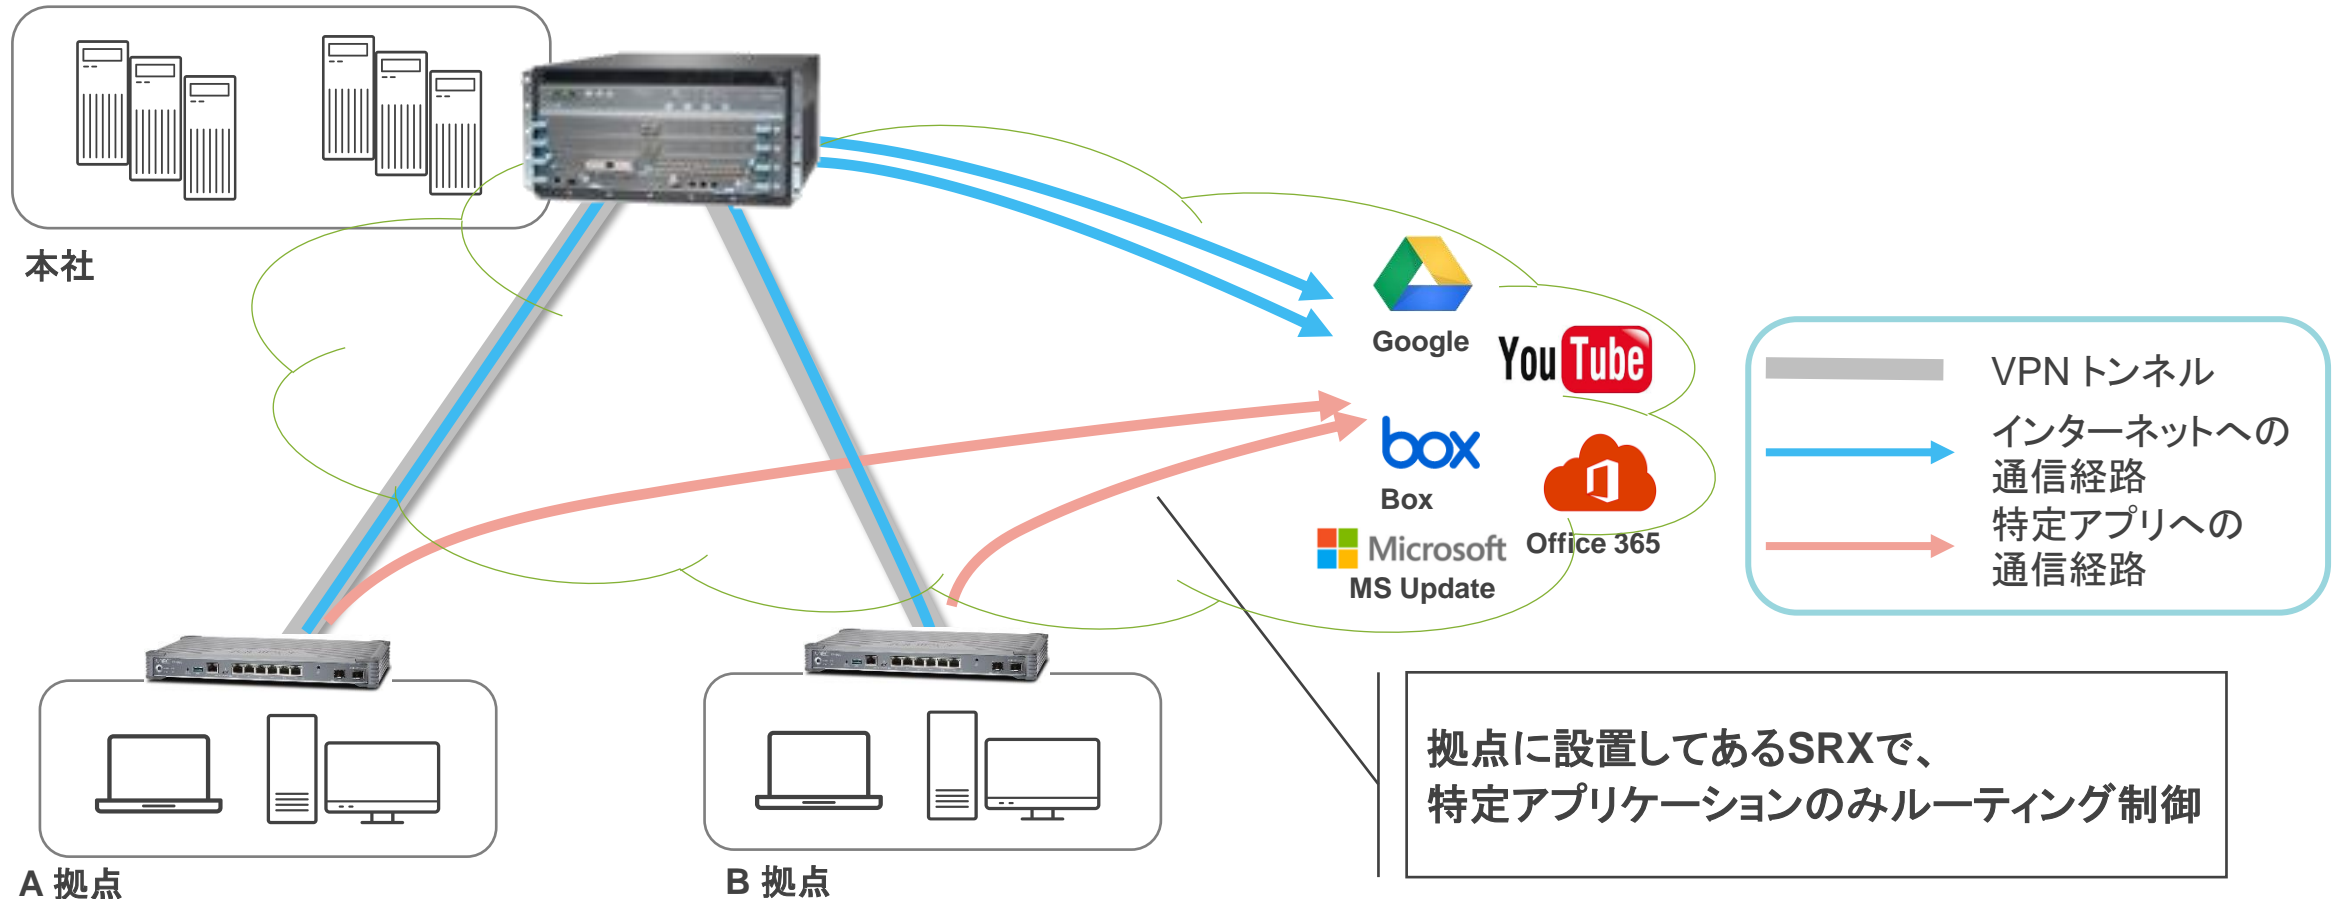 本社
Google
YouTube
box
Box
Office 365
Microsoft
MS Update
VPN トンネル
インターネットへの
通信経路
特定アプリへの
通信経路
拠点に設置してあるSRXで、
特定アプリケーションのみルーティング制御
A 拠点
B 拠点